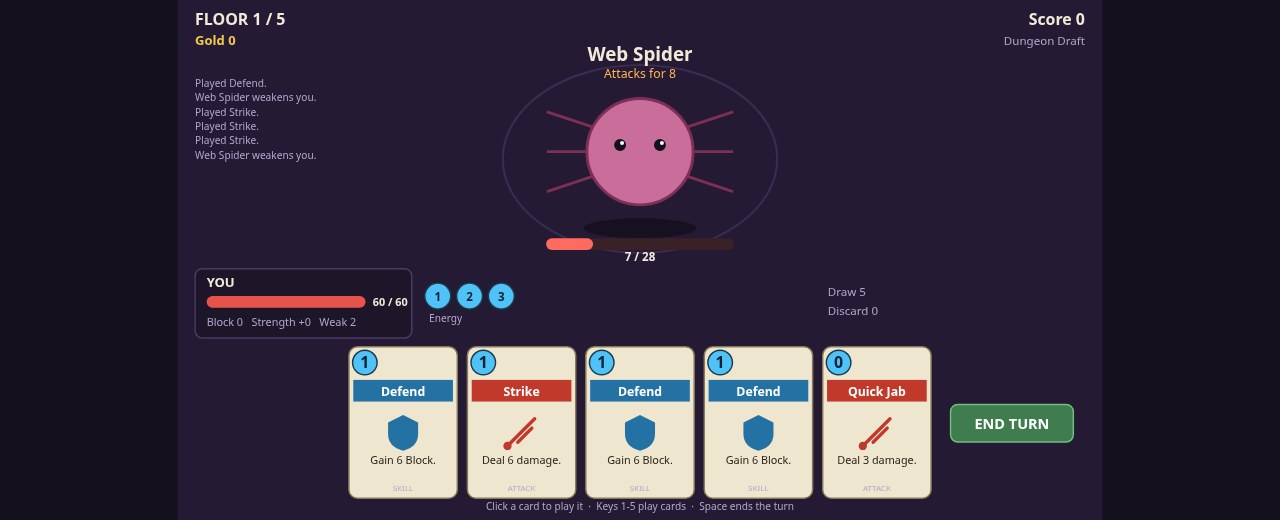 FLOOR 1 / 5
Gold 0
Score 0
Dungeon Draft
Web Spider
Attacks for 8
Played Defend.
Web Spider weakens you.
Played Strike.
Played Strike.
Played Strike.
Web Spider weakens you.
7 / 28
YOU
60 / 60
Block 0 Strength +0 Weak 2
1 2 3
Energy
Draw 5
Discard 0
1
Defend
Gain 6 Block.
SKILL
1
Strike
Deal 6 damage.
ATTACK
1
Defend
Gain 6 Block.
SKILL
1
Defend
Gain 6 Block.
SKILL
0
Quick Jab
Deal 3 damage.
ATTACK
END TURN
Click a card to play it · Keys 1-5 play cards · Space ends the turn